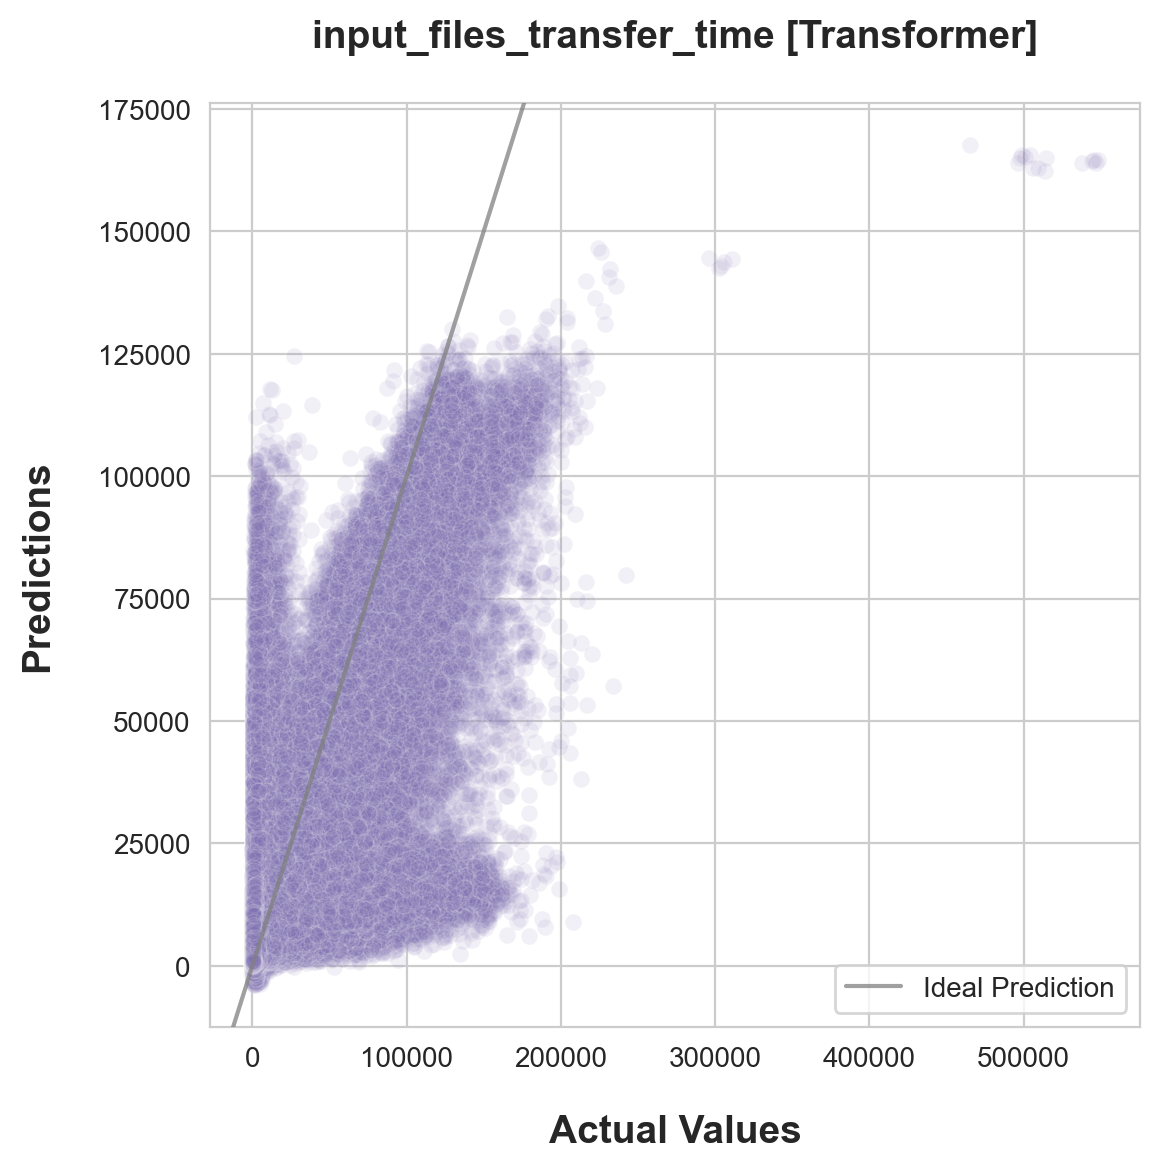 input_files_transfer_time [Transformer]
175000
150000
125000
100000
75000
50000
25000
0
Predictions
Ideal Prediction
0 100000 200000 300000 400000 500000
Actual Values